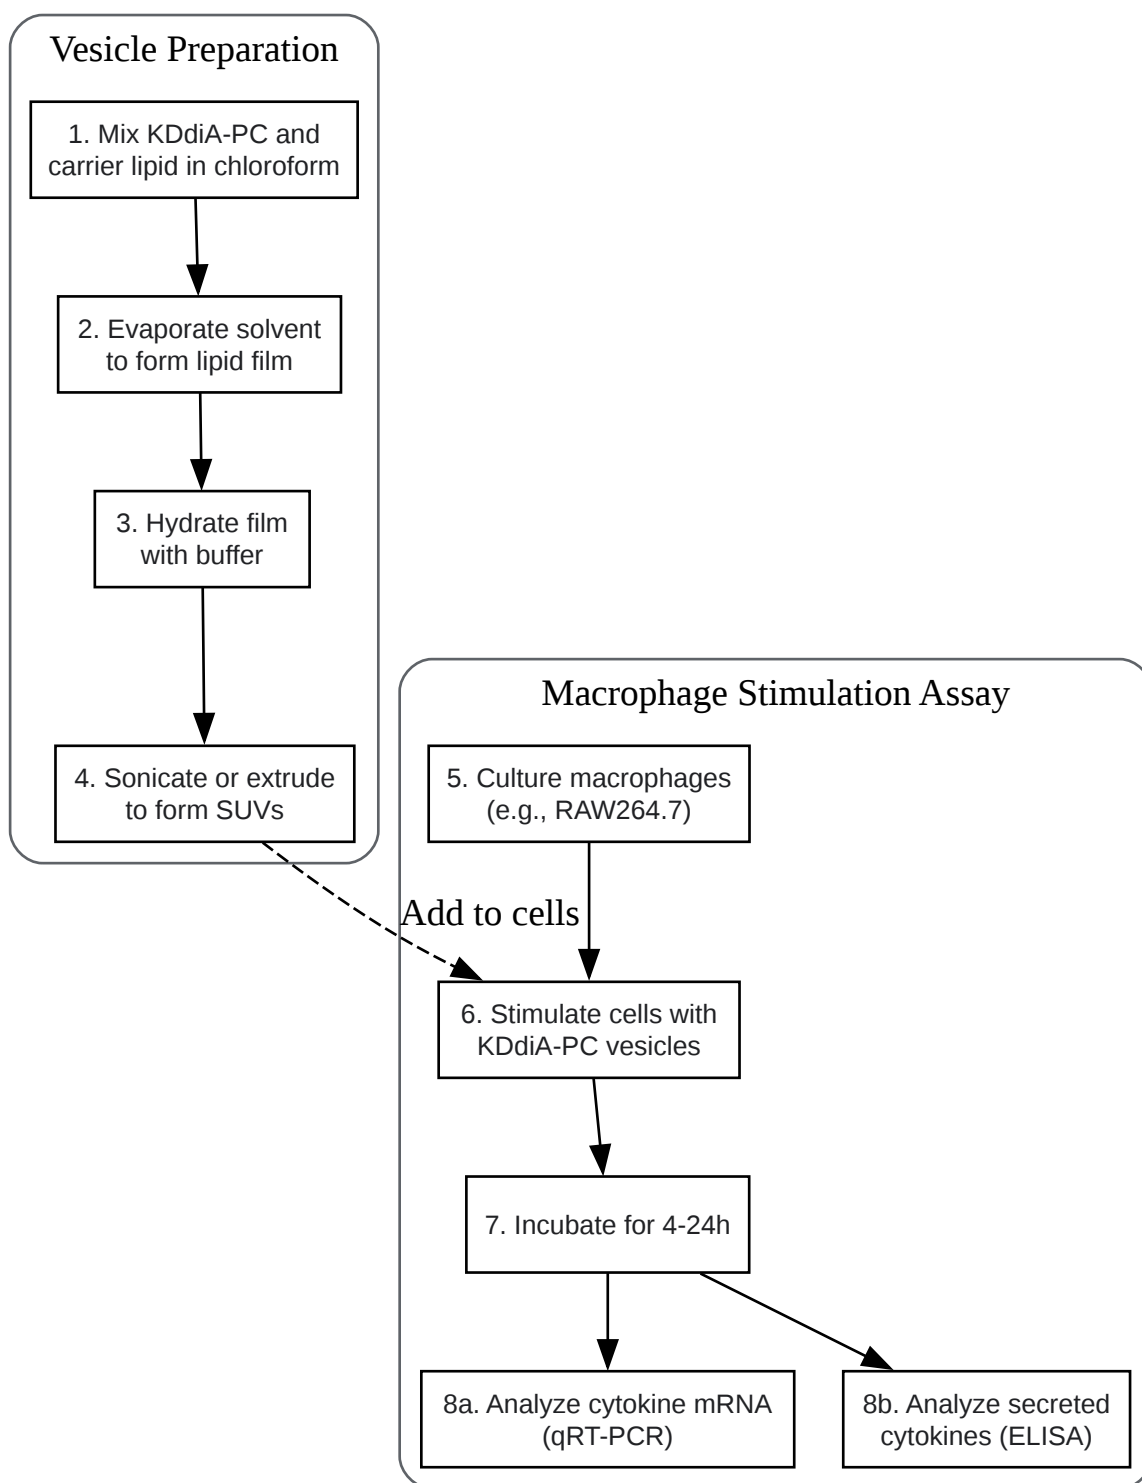 Vesicle Preparation
1. Mix KDdiA-PC and
carrier lipid in chloroform
2. Evaporate solvent
to form lipid film
3. Hydrate film
with buffer
4. Sonicate or extrude
to form SUVs
Macrophage Stimulation Assay
5. Culture macrophages
(e.g., RAW264.7)
Add to cells
6. Stimulate cells with
KDdiA-PC vesicles
7. Incubate for 4-24h
8a. Analyze cytokine mRNA
(qRT-PCR)
8b. Analyze secreted
cytokines (ELISA)